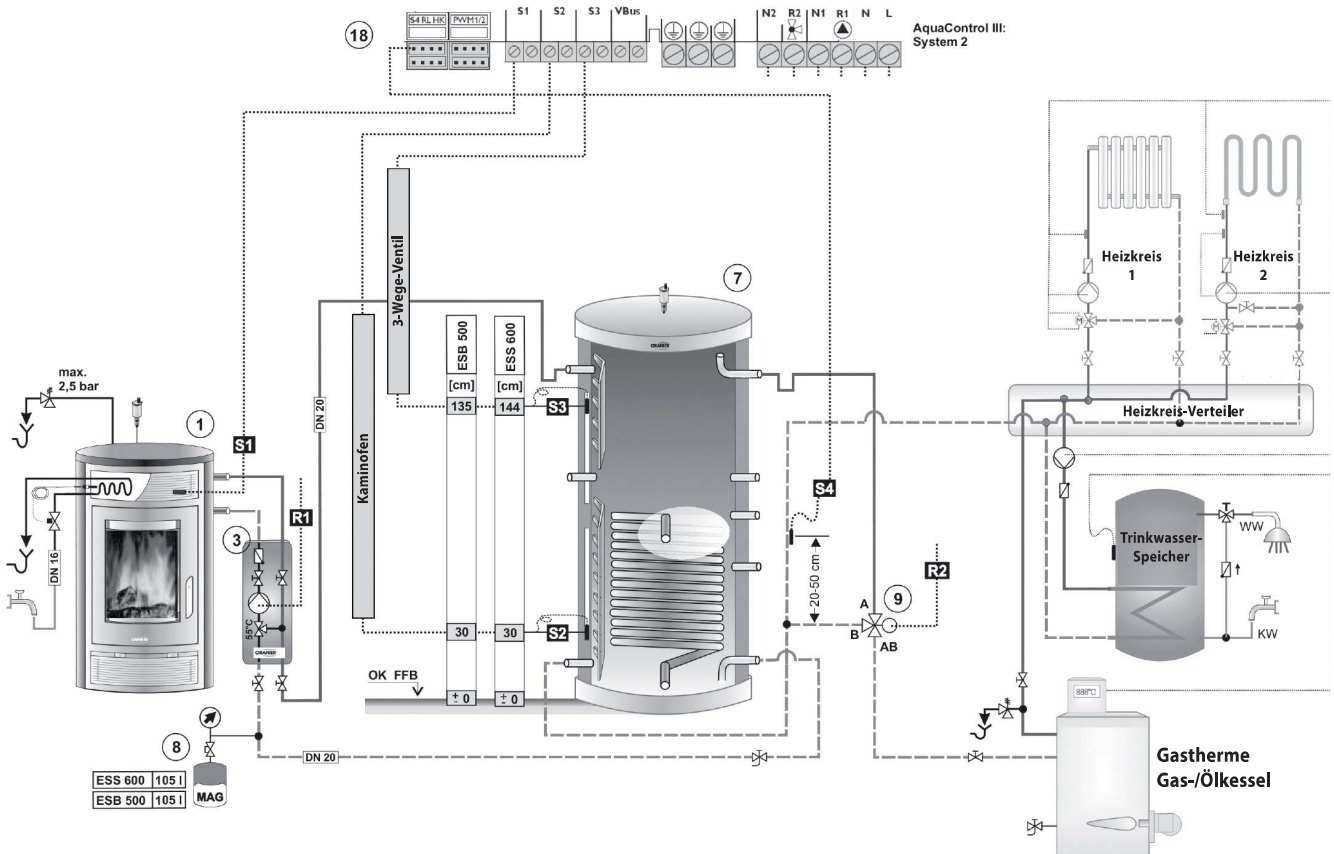 S4 RL HK
PWM1/2
S1
S2
S3
VBus
N2
R2
N1
R1
N
L
AquaControl III:
System 2
18
3-Wege-Ventil
Kaminofen
ESB 500
ESS 600
[cm]
[cm]
135
144
S3
30
30
S2
+
- 0
+
- 0
OK FFB
7
ORANIER
max.
2,5 bar
1
S1
R1
3
55°C
ORANIER
DN 16
DN 20
DN 20
8
MAG
ESS 600
105 l
ESB 500
105 l
S4
20-50 cm
A
B
AB
9
R2
Heizkreis
1
Heizkreis
2
M
M
Heizkreis-Verteiler
Trinkwasser-
Speicher
WW
KW
888°C
Gastherme
Gas-/Ölkessel